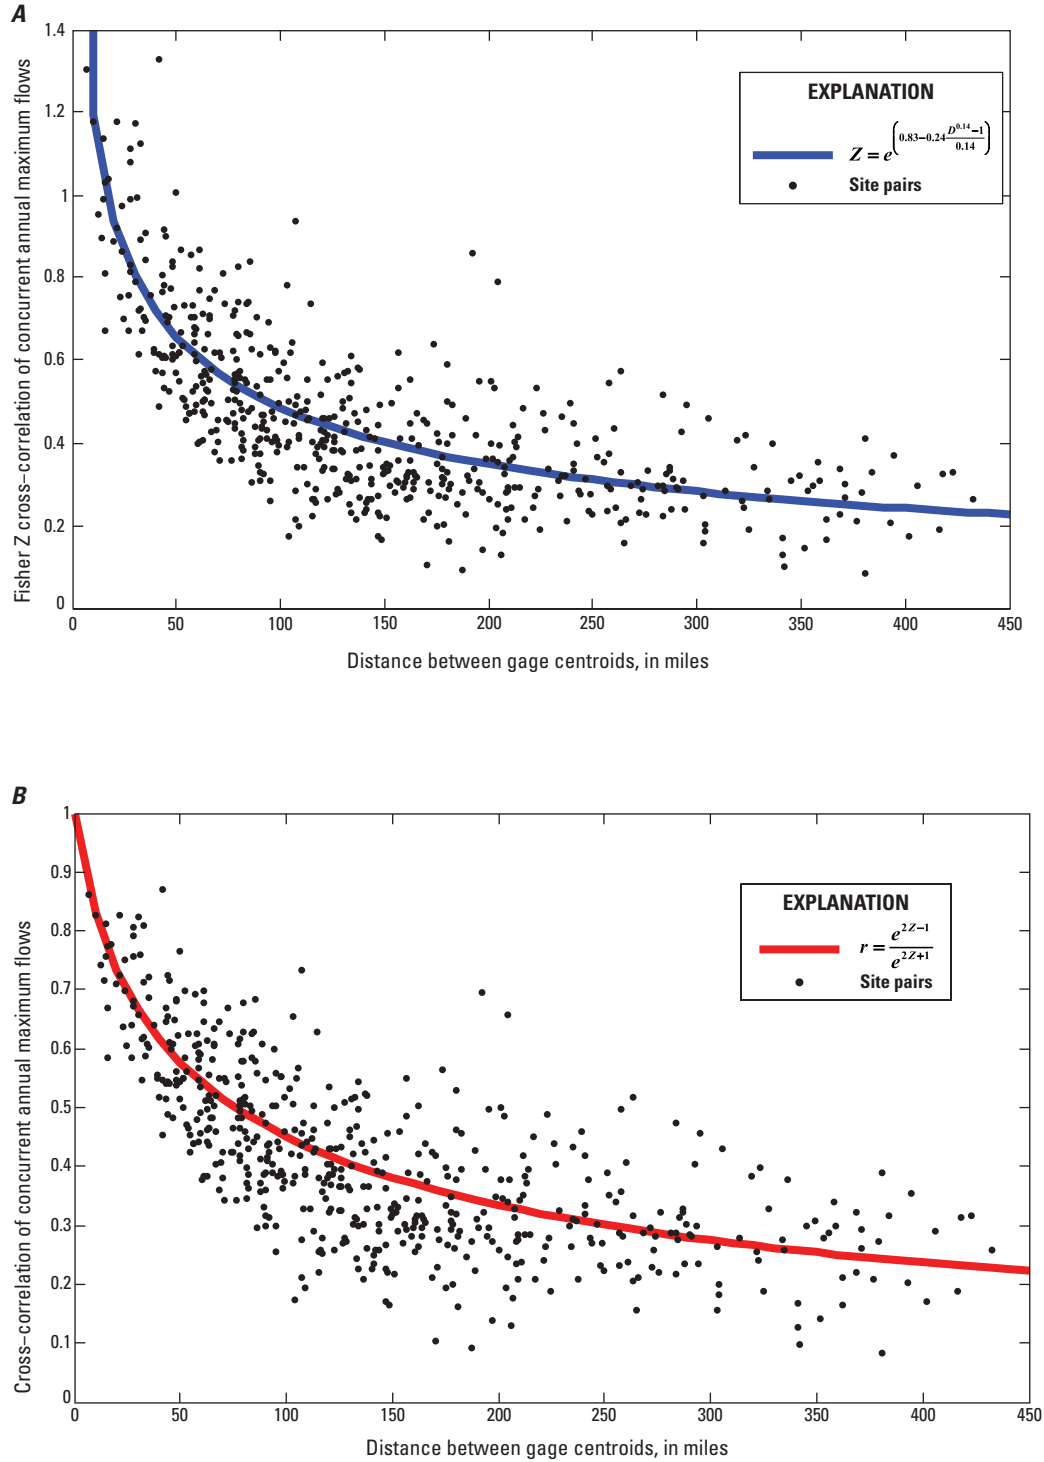 A
Fisher Z cross–correlation of concurrent annual maximum flows
1.4
1.2
1
0.8
0.6
0.4
0.2
0
EXPLANATION
Z = e^(0.83–0.24 (D^0.14 – 1)/0.14)
Site pairs
0 50 100 150 200 250 300 350 400 450
Distance between gage centroids, in miles
B
Cross–correlation of concurrent annual maximum flows
1
0.9
0.8
0.7
0.6
0.5
0.4
0.3
0.2
0.1
0
EXPLANATION
r = e^(2Z–1) / e^(2Z+1)
Site pairs
0 50 100 150 200 250 300 350 400 450
Distance between gage centroids, in miles